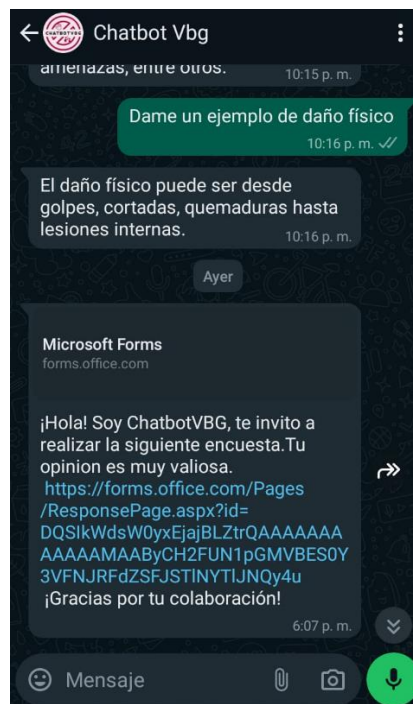 Chatbot Vbg
amenazas, entre otros.
10:15 p. m.
Dame un ejemplo de daño físico
10:16 p. m.
El daño físico puede ser desde
golpes, cortadas, quemaduras hasta
lesiones internas.
10:16 p. m.
Ayer
Microsoft Forms
forms.office.com
¡Hola! Soy ChatbotVBG, te invito a
realizar la siguiente encuesta.Tu
opinion es muy valiosa.
https://forms.office.com/Pages
/ResponsePage.aspx?id=
DQSIkWdsW0yxEjajBLZtrQAAAAAAA
AAAAAMAAByCH2FUN1pGMVBES0Y
3VFNJRFdZSFJSTlNYTlJNQy4u
¡Gracias por tu colaboración!
6:07 p. m.
Mensaje